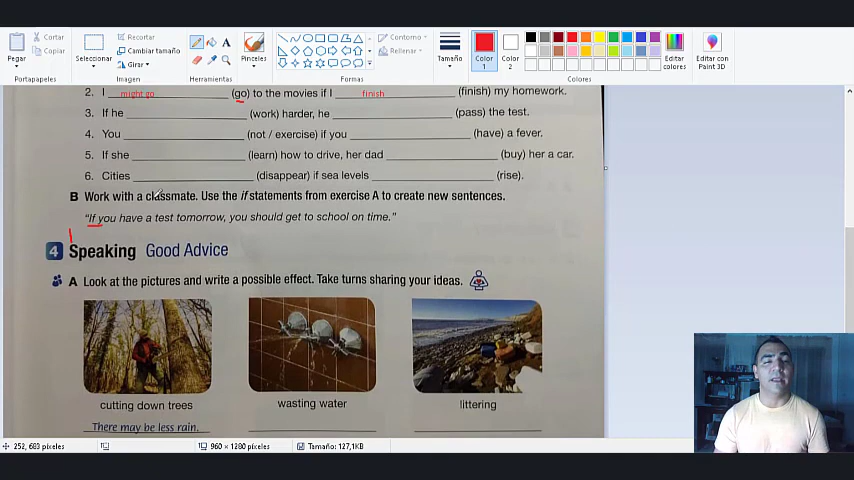 Cortar
Copiar
Pegar
Portapapeles
Seleccionar
Recortar
Cambiar tamaño
Girar
Imagen
A
Herramientas
Pinceles
Contorno
Rellenar
Formas
Tamaño
Color 1
Color 2
Editar colores
Colores
Editar con Paint 3D
2. I might go (go) to the movies if I finish (finish) my homework.
3. If he (work) harder, he (pass) the test.
4. You (not / exercise) if you (have) a fever.
5. If she (learn) how to drive, her dad (buy) her a car.
6. Cities (disappear) if sea levels (rise).
B Work with a classmate. Use the if statements from exercise A to create new sentences.
"If you have a test tomorrow, you should get to school on time."
4 Speaking Good Advice
A Look at the pictures and write a possible effect. Take turns sharing your ideas.
cutting down trees wasting water littering
There may be less rain.
252, 683 píxeles 960 × 1280 píxeles Tamaño: 127,1KB